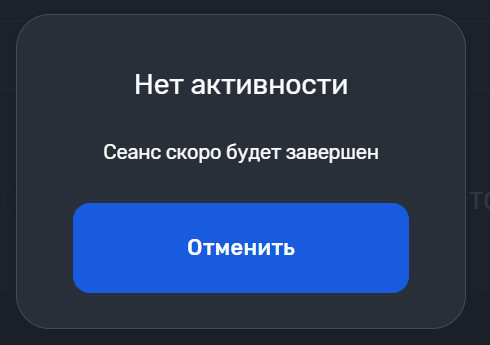 Нет активности
Сеанс скоро будет завершен
Отменить